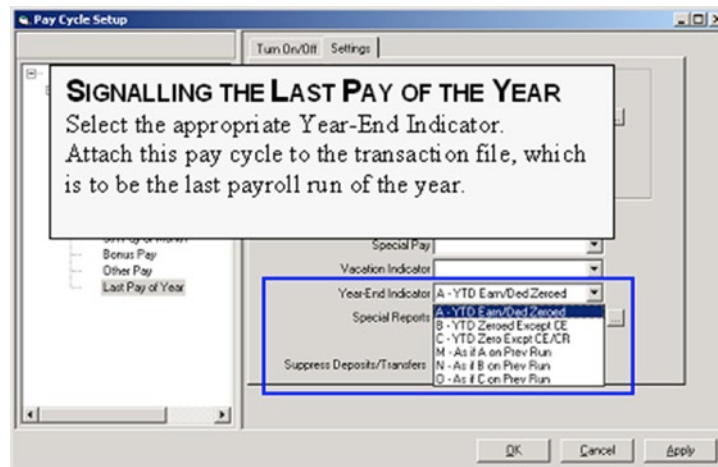 Pay Cycle Setup
Turn On/Off Settings
SIGNALLING THE LAST PAY OF THE YEAR
Select the appropriate Year-End Indicator.
Attach this pay cycle to the transaction file, which
is to be the last payroll run of the year.
Bonus Pay
Other Pay
Last Pay of Year
Special Pay
Vacation Indicator
Year-End Indicator A - YTD Earn/Ded Zeroed
Special Reports ...
A - YTD Earn/Ded Zeroed
B - YTD Zeroed Except CE
C - YTD Zero Excpt CE/CR
M - As if A on Prev Run
N - As if B on Prev Run
O - As if C on Prev Run
Suppress Deposits/Transfers
OK Cancel Apply